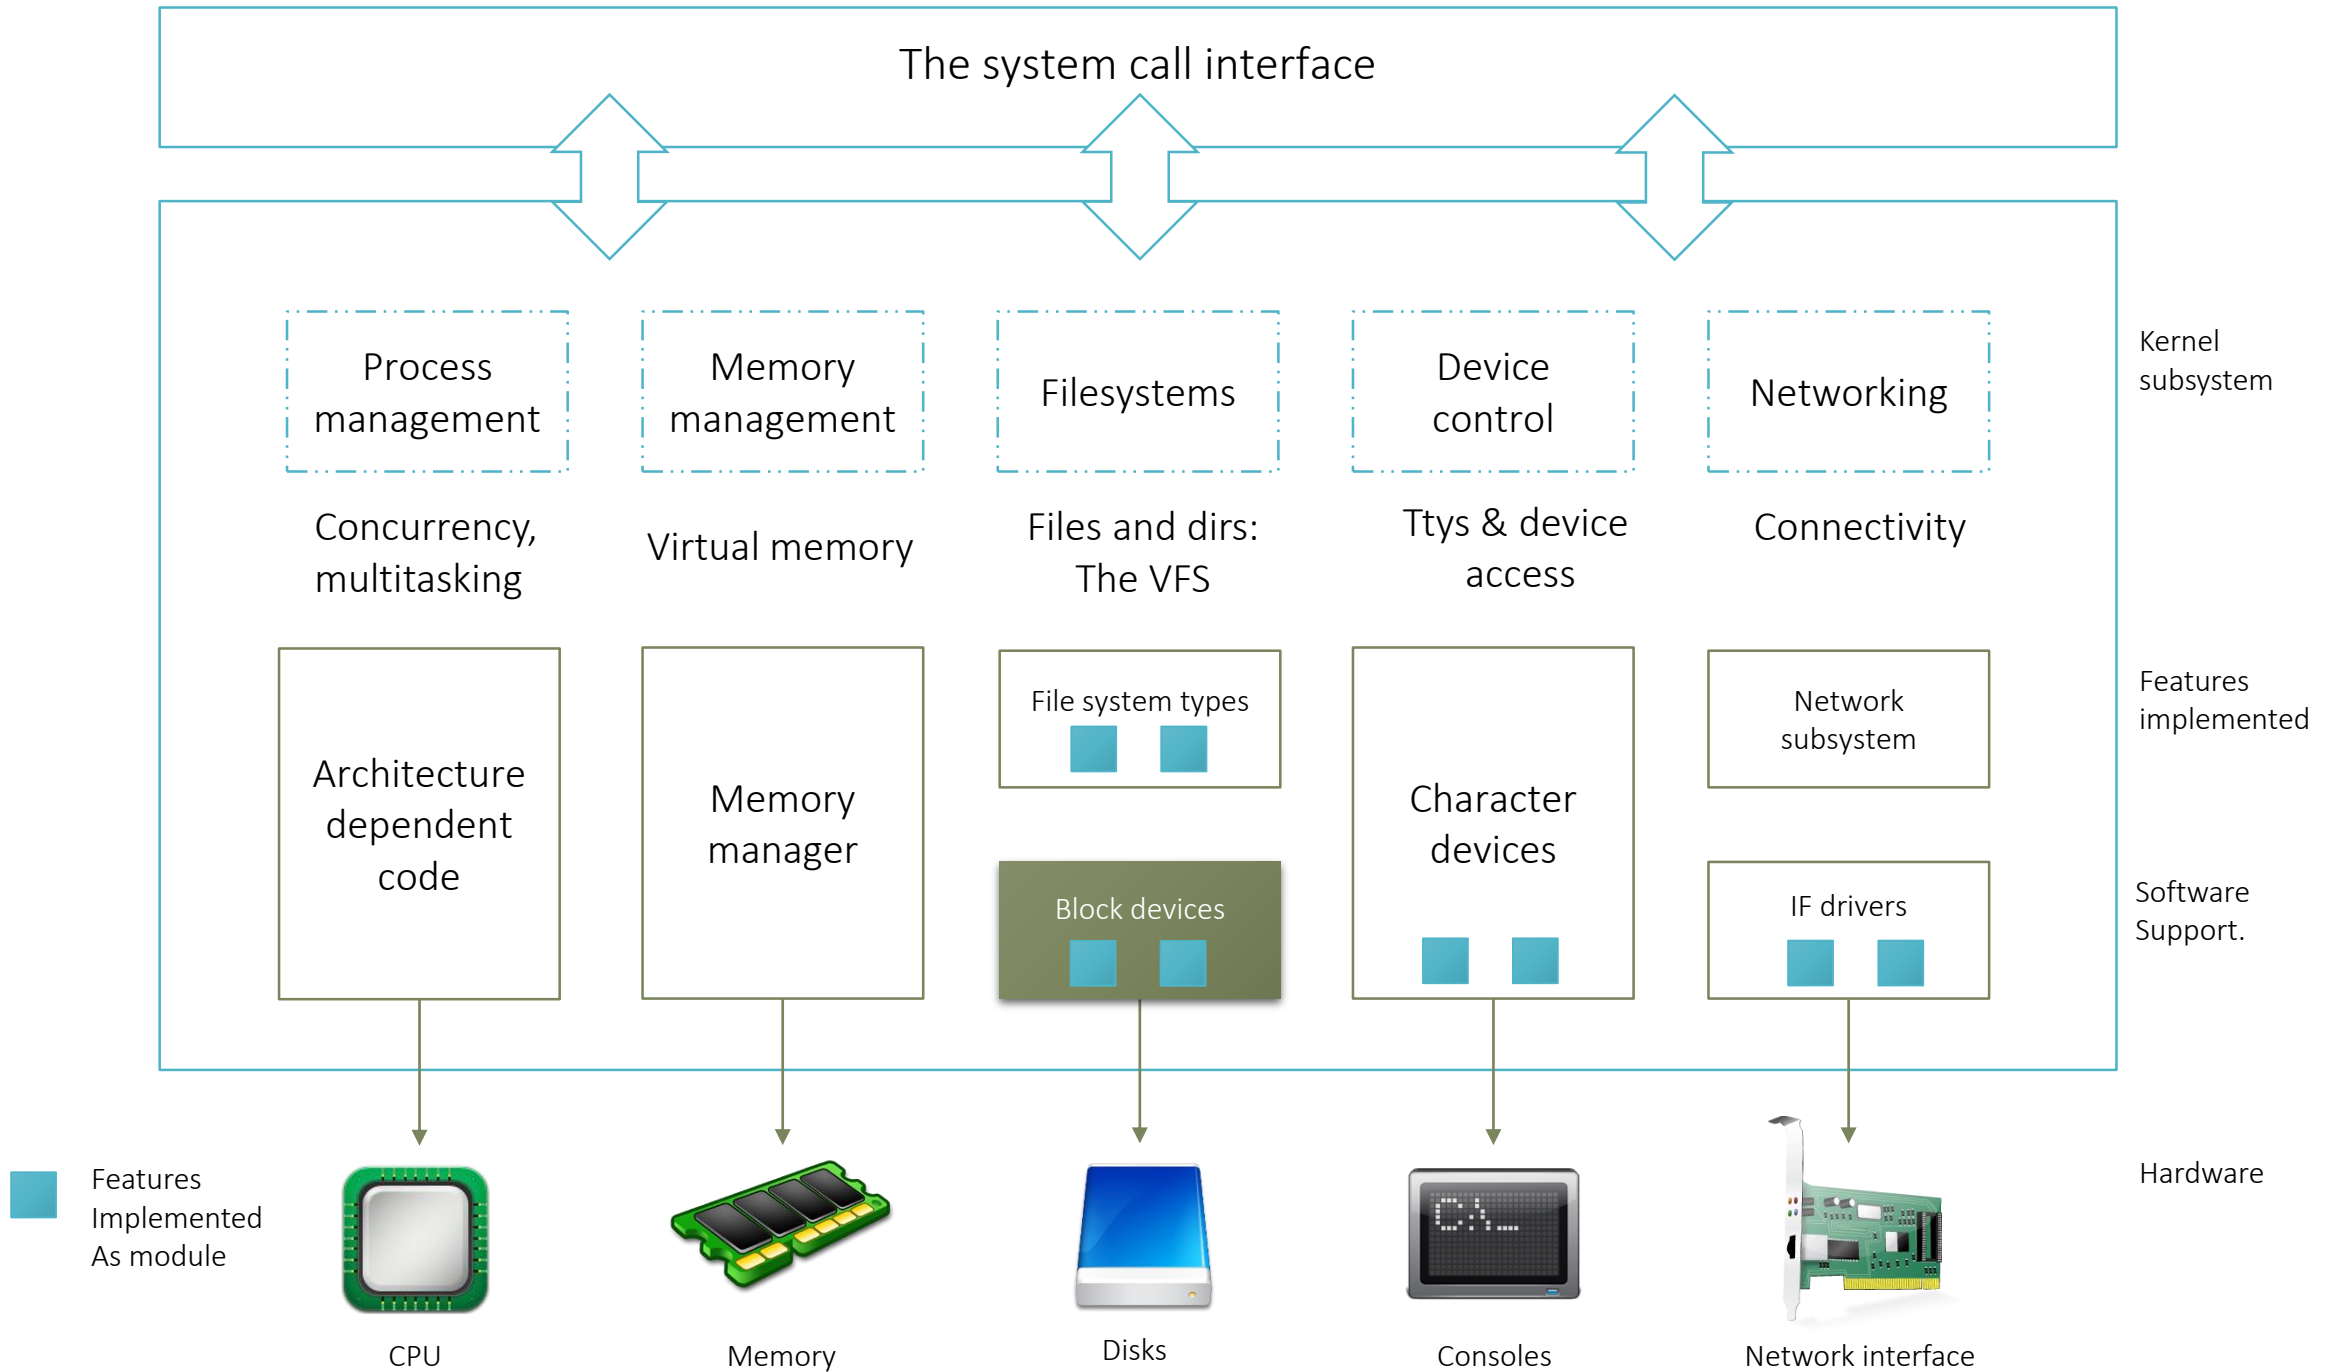 The system call interface
Process
management
Memory
management
Filesystems
Device
control
Networking
Kernel
subsystem
Concurrency,
multitasking
Virtual memory
Files and dirs:
The VFS
Ttys & device
access
Connectivity
Architecture
dependent
code
Memory
manager
File system types
Block devices
Character
devices
Network
subsystem
IF drivers
Features
implemented
Software
Support.
Features
Implemented
As module
C:\_
Hardware
CPU
Memory
Disks
Consoles
Network interface